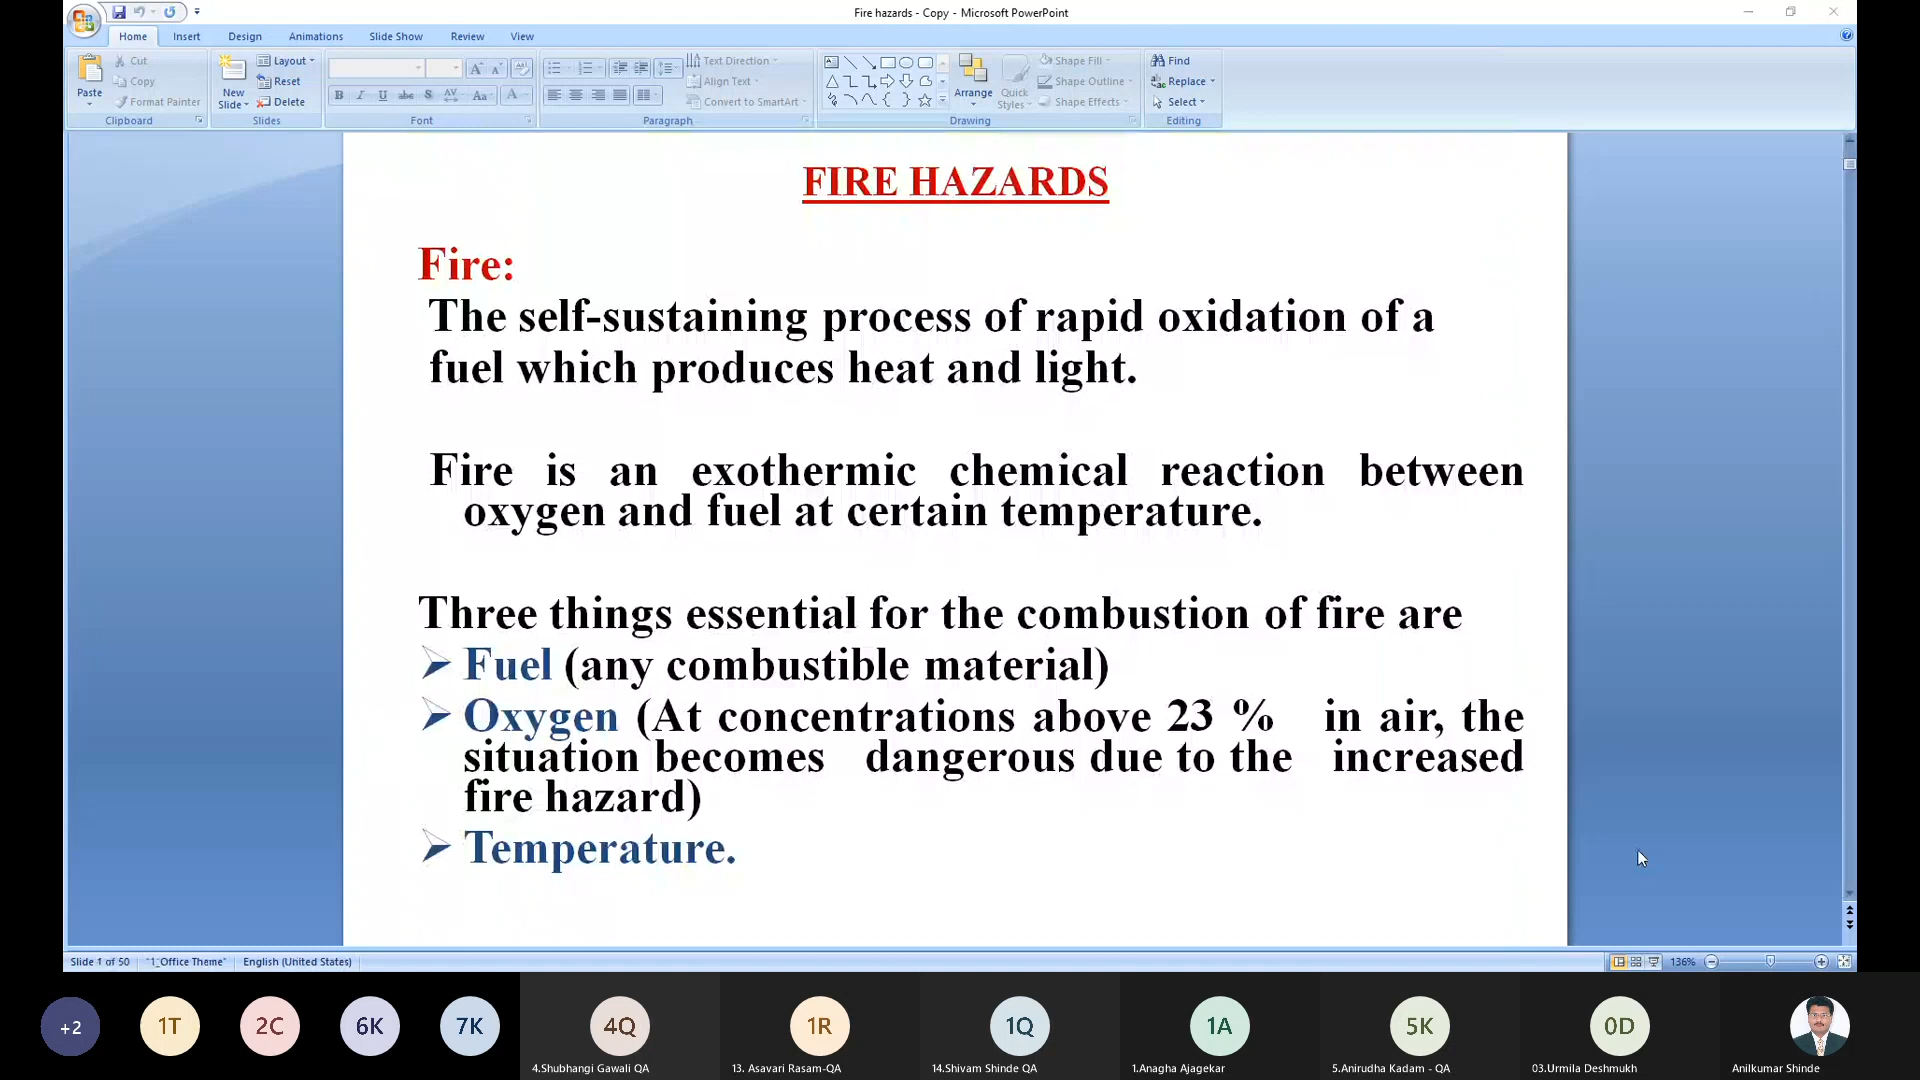 Fire hazards - Copy - Microsoft PowerPoint
Home Insert Design Animations Slide Show Review View
Paste
Cut
Copy
Format Painter
Clipboard
New Slide
Layout
Reset
Delete
Slides
B I U abc S AV Aa A
Font
Text Direction
Align Text
Convert to SmartArt
Paragraph
Arrange
Quick Styles
Shape Fill
Shape Outline
Shape Effects
Drawing
Find
Replace
Select
Editing
FIRE HAZARDS
Fire:
The self-sustaining process of rapid oxidation of a
fuel which produces heat and light.
Fire is an exothermic chemical reaction between
oxygen and fuel at certain temperature.
Three things essential for the combustion of fire are
Fuel (any combustible material)
Oxygen (At concentrations above 23 % in air, the
situation becomes dangerous due to the increased
fire hazard)
Temperature.
Slide 1 of 50 "1_Office Theme" English (United States) 136%
+2 1T 2C 6K 7K 4Q 1R 1Q 1A 5K 0D
4.Shubhangi Gawali QA 13. Asavari Rasam-QA 14.Shivam Shinde QA 1.Anagha Ajagekar 5.Anirudha Kadam - QA 03.Urmila Deshmukh Anilkumar Shinde